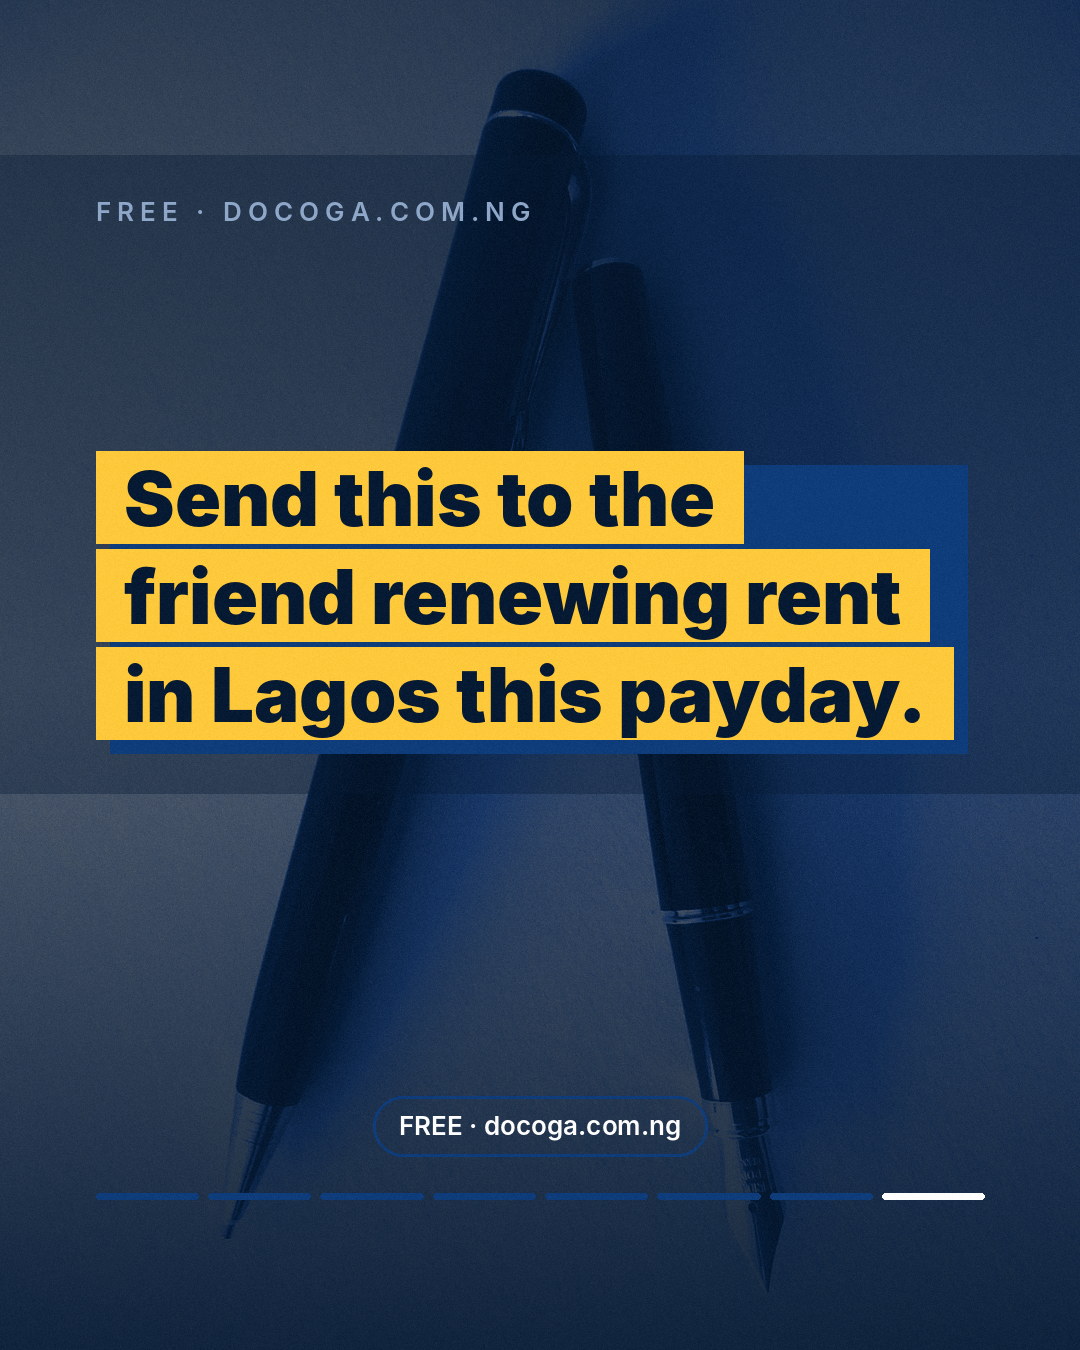 FREE · DOCOGA.COM.NG
Send this to the
friend renewing rent
in Lagos this payday.
FREE · docoga.com.ng